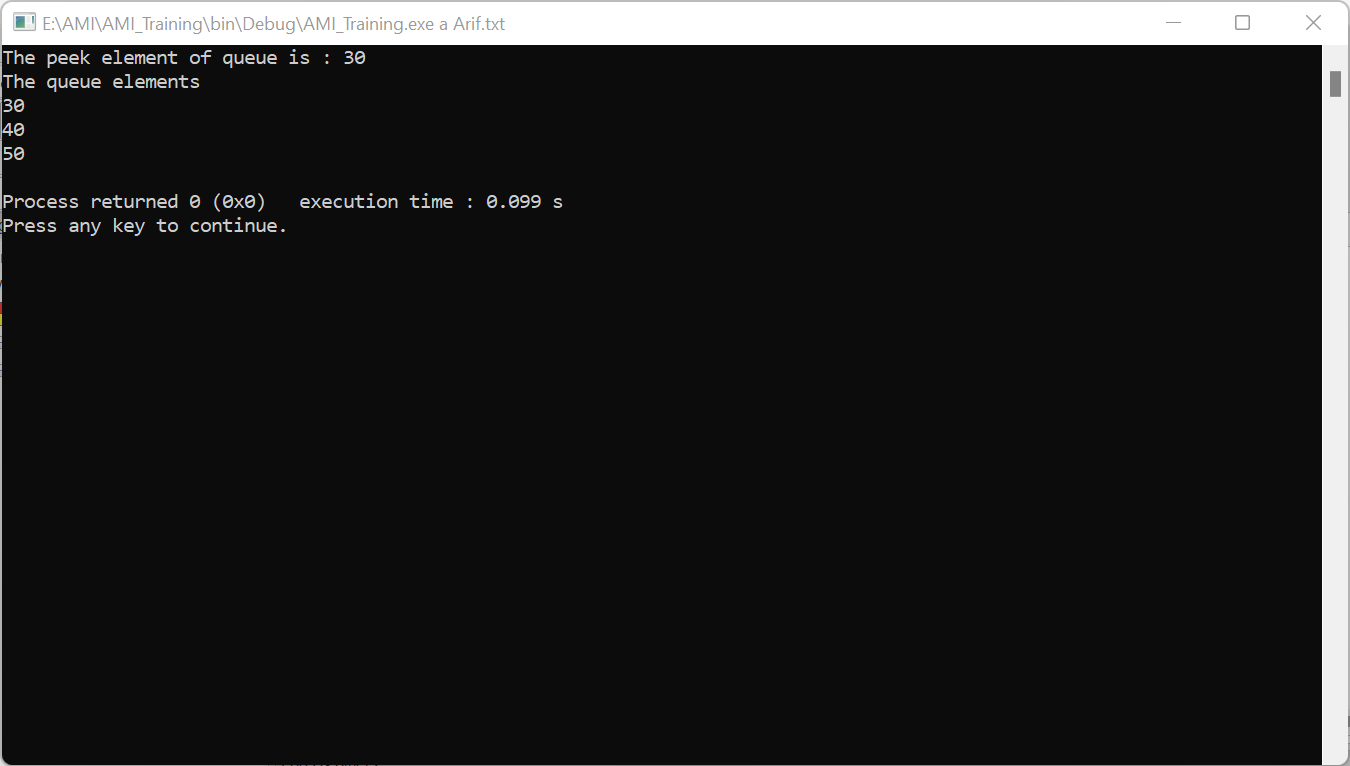 E:\AMI\AMI_Training\bin\Debug\AMI_Training.exe a Arif.txt
The peek element of queue is : 30
The queue elements
30
40
50
Process returned 0 (0x0)   execution time : 0.099 s
Press any key to continue.